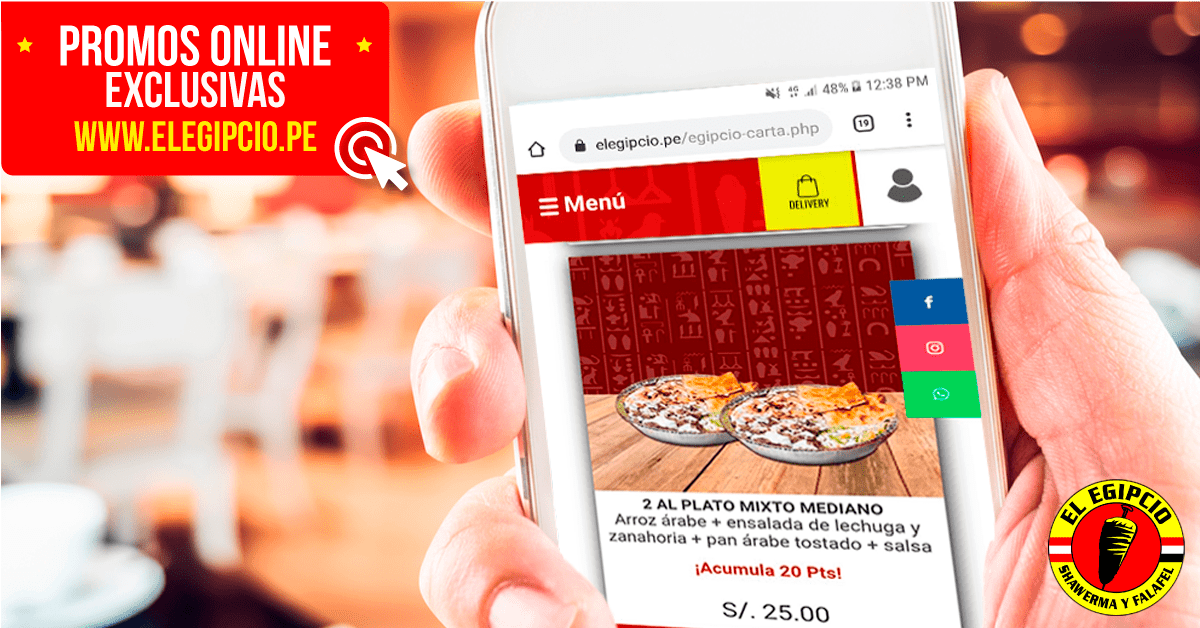 PROMOS ONLINE
EXCLUSIVAS
WWW.ELEGIPCIO.PE
4G 48% 12:38 PM
elegipcio.pe/egipcio-carta.php
19
Menú
DELIVERY
f
2 AL PLATO MIXTO MEDIANO
Arroz árabe + ensalada de lechuga y
zanahoria + pan árabe tostado + salsa
¡Acumula 20 Pts!
S/. 25.00
EL EGIPCIO
SHAWERMA Y FALAFEL